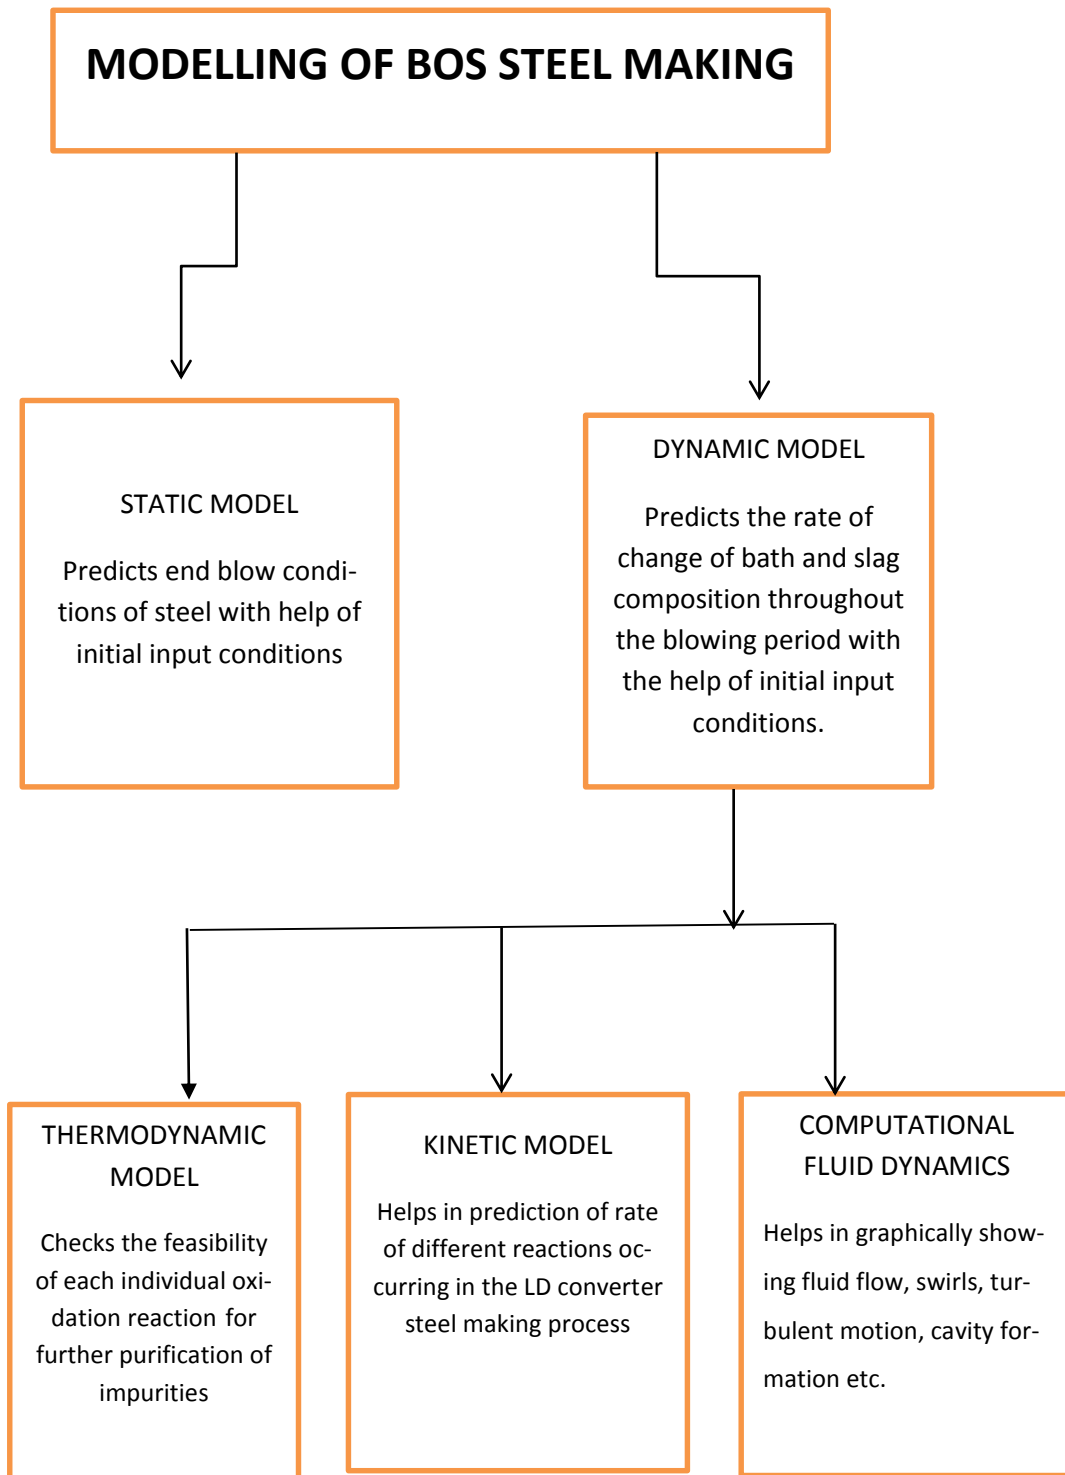 MODELLING OF BOS STEEL MAKING
STATIC MODEL
Predicts end blow condi-
tions of steel with help of
initial input conditions
DYNAMIC MODEL
Predicts the rate of
change of bath and slag
composition throughout
the blowing period with
the help of initial input
conditions.
THERMODYNAMIC
MODEL
Checks the feasibility
of each individual oxi-
dation reaction for
further purification of
impurities
KINETIC MODEL
Helps in prediction of rate
of different reactions oc-
curring in the LD converter
steel making process
COMPUTATIONAL
FLUID DYNAMICS
Helps in graphically show-
ing fluid flow, swirls, tur-
bulent motion, cavity for-
mation etc.